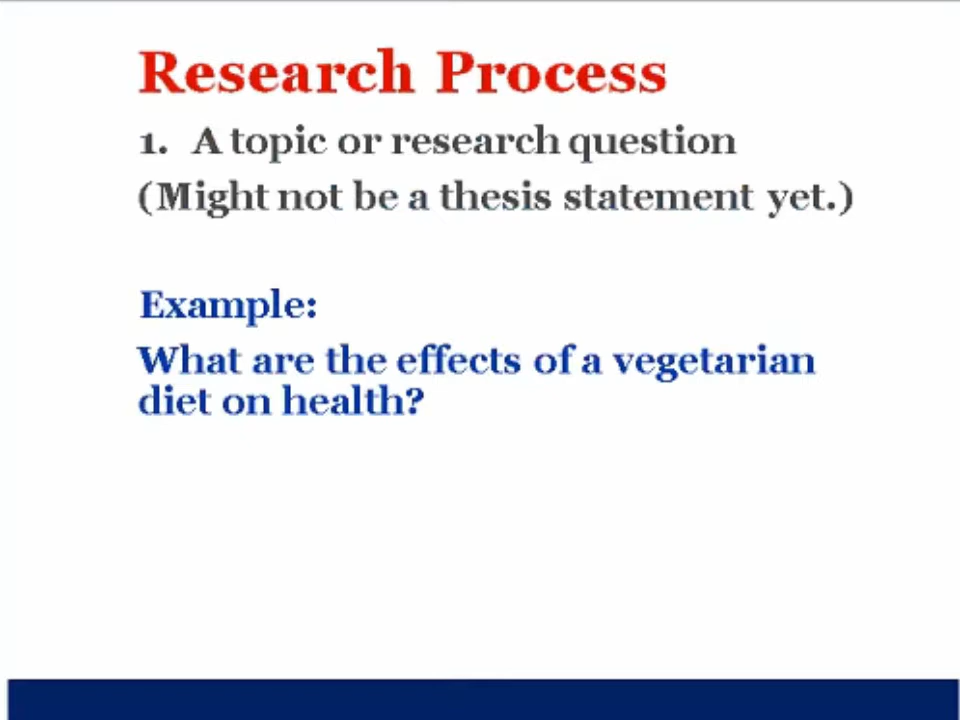 Research Process
1. A topic or research question
(Might not be a thesis statement yet.)
Example:
What are the effects of a vegetarian
diet on health?